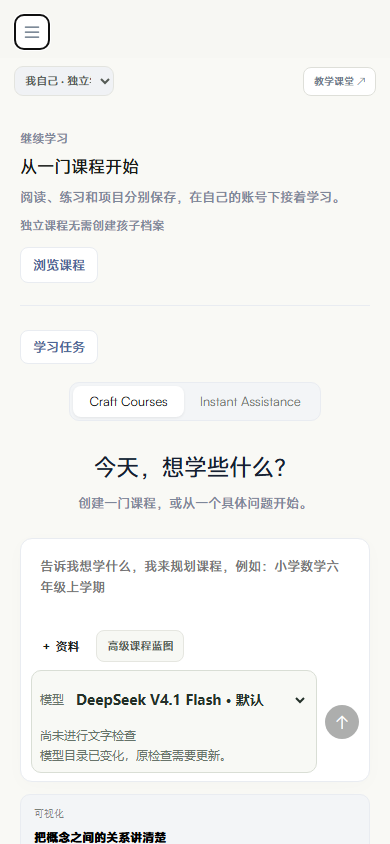 我自己 · 独立
教学课堂 ↗
继续学习
从一门课程开始
阅读、练习和项目分别保存，在自己的账号下接着学习。
独立课程无需创建孩子档案
浏览课程
学习任务
Craft Courses
Instant Assistance
今天，想学些什么？
创建一门课程，或从一个具体问题开始。
告诉我想学什么，我来规划课程，例如：小学数学六
年级上学期
+ 资料
高级课程蓝图
模型 DeepSeek V4.1 Flash • 默认
尚未进行文字检查
模型目录已变化，原检查需要更新。
可视化
把概念之间的关系讲清楚